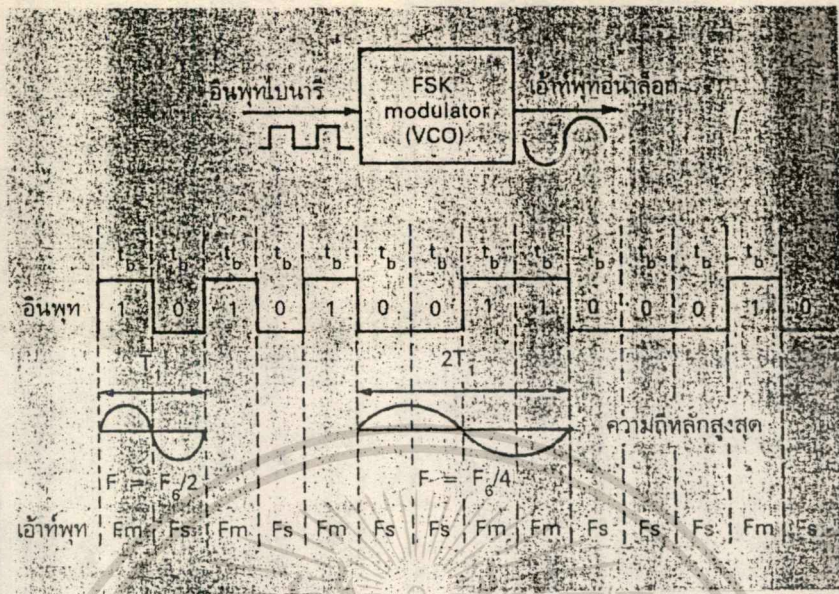 อินพุทไบนารี
FSK
modulator
(VCO)
เอ้าท์พุทอนาล็อก
t_b t_b t_b t_b t_b t_b t_b t_b t_b t_b t_b t_b t_b
อินพุท 1 0 1 0 1 0 0 1 1 0 0 0 1 0
T_1 2T_1
ความถี่หลักสูงสุด
F = F_6/2 F = F_6/4
เอ้าท์พุท Fm Fs Fm Fs Fm Fs Fs Fm Fm Fs Fs Fs Fm Fs